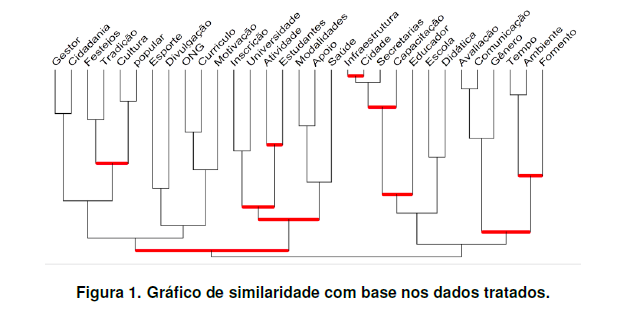 Gestor
Cidadania
Festejos
Tradição
Cultura
popular
Esporte
Divulgação
ONG
Currículo
Motivação
Inscrição
Universidade
Atividade
Estudantes
Modalidades
Apoio
Saúde
Infraestrutura
Cidade
Secretarias
Capacitação
Educador
Escola
Didática
Avaliação
Comunicação
Gênero
Tempo
Ambiente
Fomento
Figura 1. Gráfico de similaridade com base nos dados tratados.